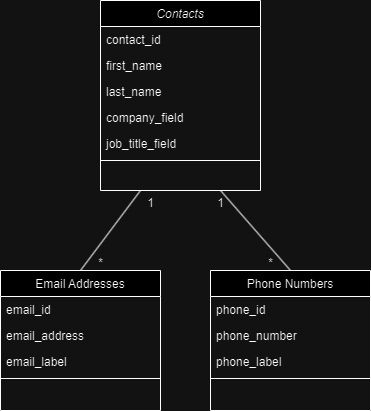 Contacts
contact_id
first_name
last_name
company_field
job_title_field
1
1
*
*
Email Addresses
email_id
email_address
email_label
Phone Numbers
phone_id
phone_number
phone_label